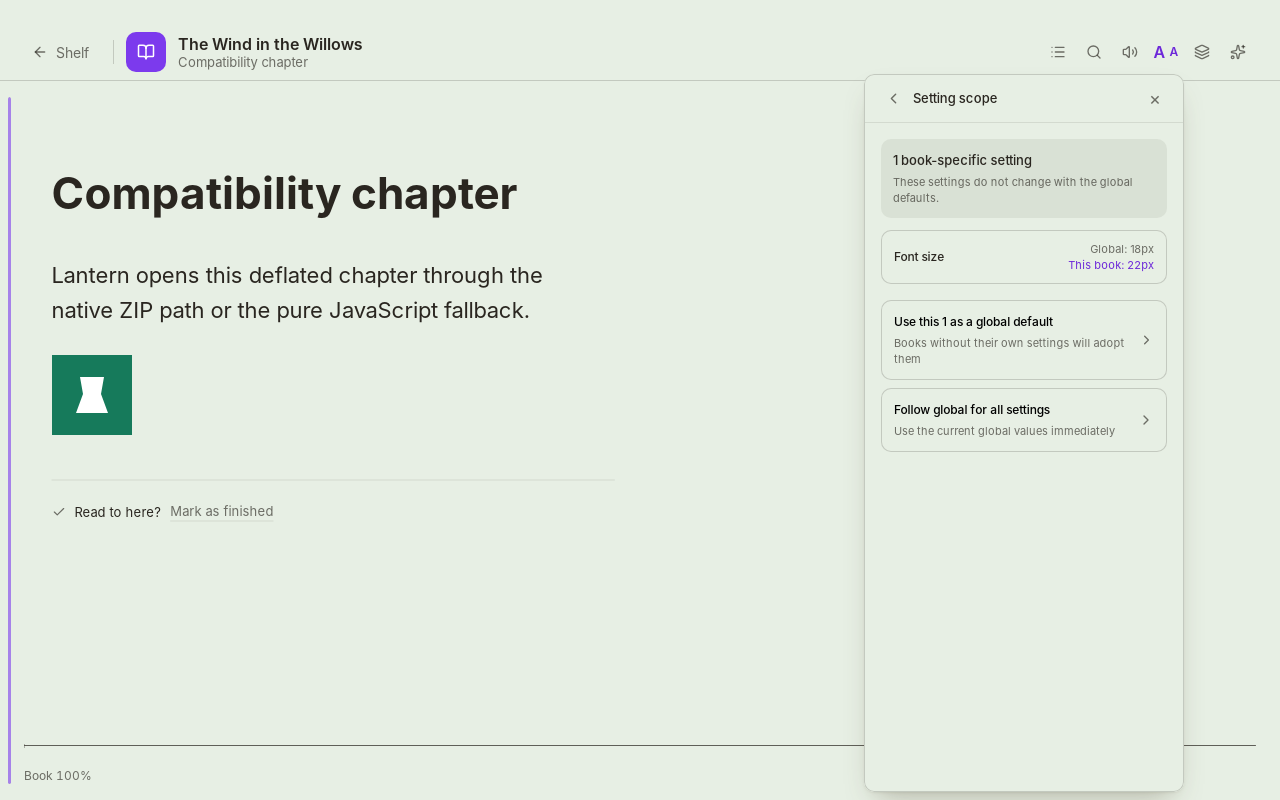 Shelf
The Wind in the Willows
Compatibility chapter
A A
Setting scope
1 book-specific setting
These settings do not change with the global
defaults.
Font size
Global: 18px
This book: 22px
Use this 1 as a global default
Books without their own settings will adopt
them
Follow global for all settings
Use the current global values immediately
Compatibility chapter
Lantern opens this deflated chapter through the
native ZIP path or the pure JavaScript fallback.
Read to here? Mark as finished
Book 100%